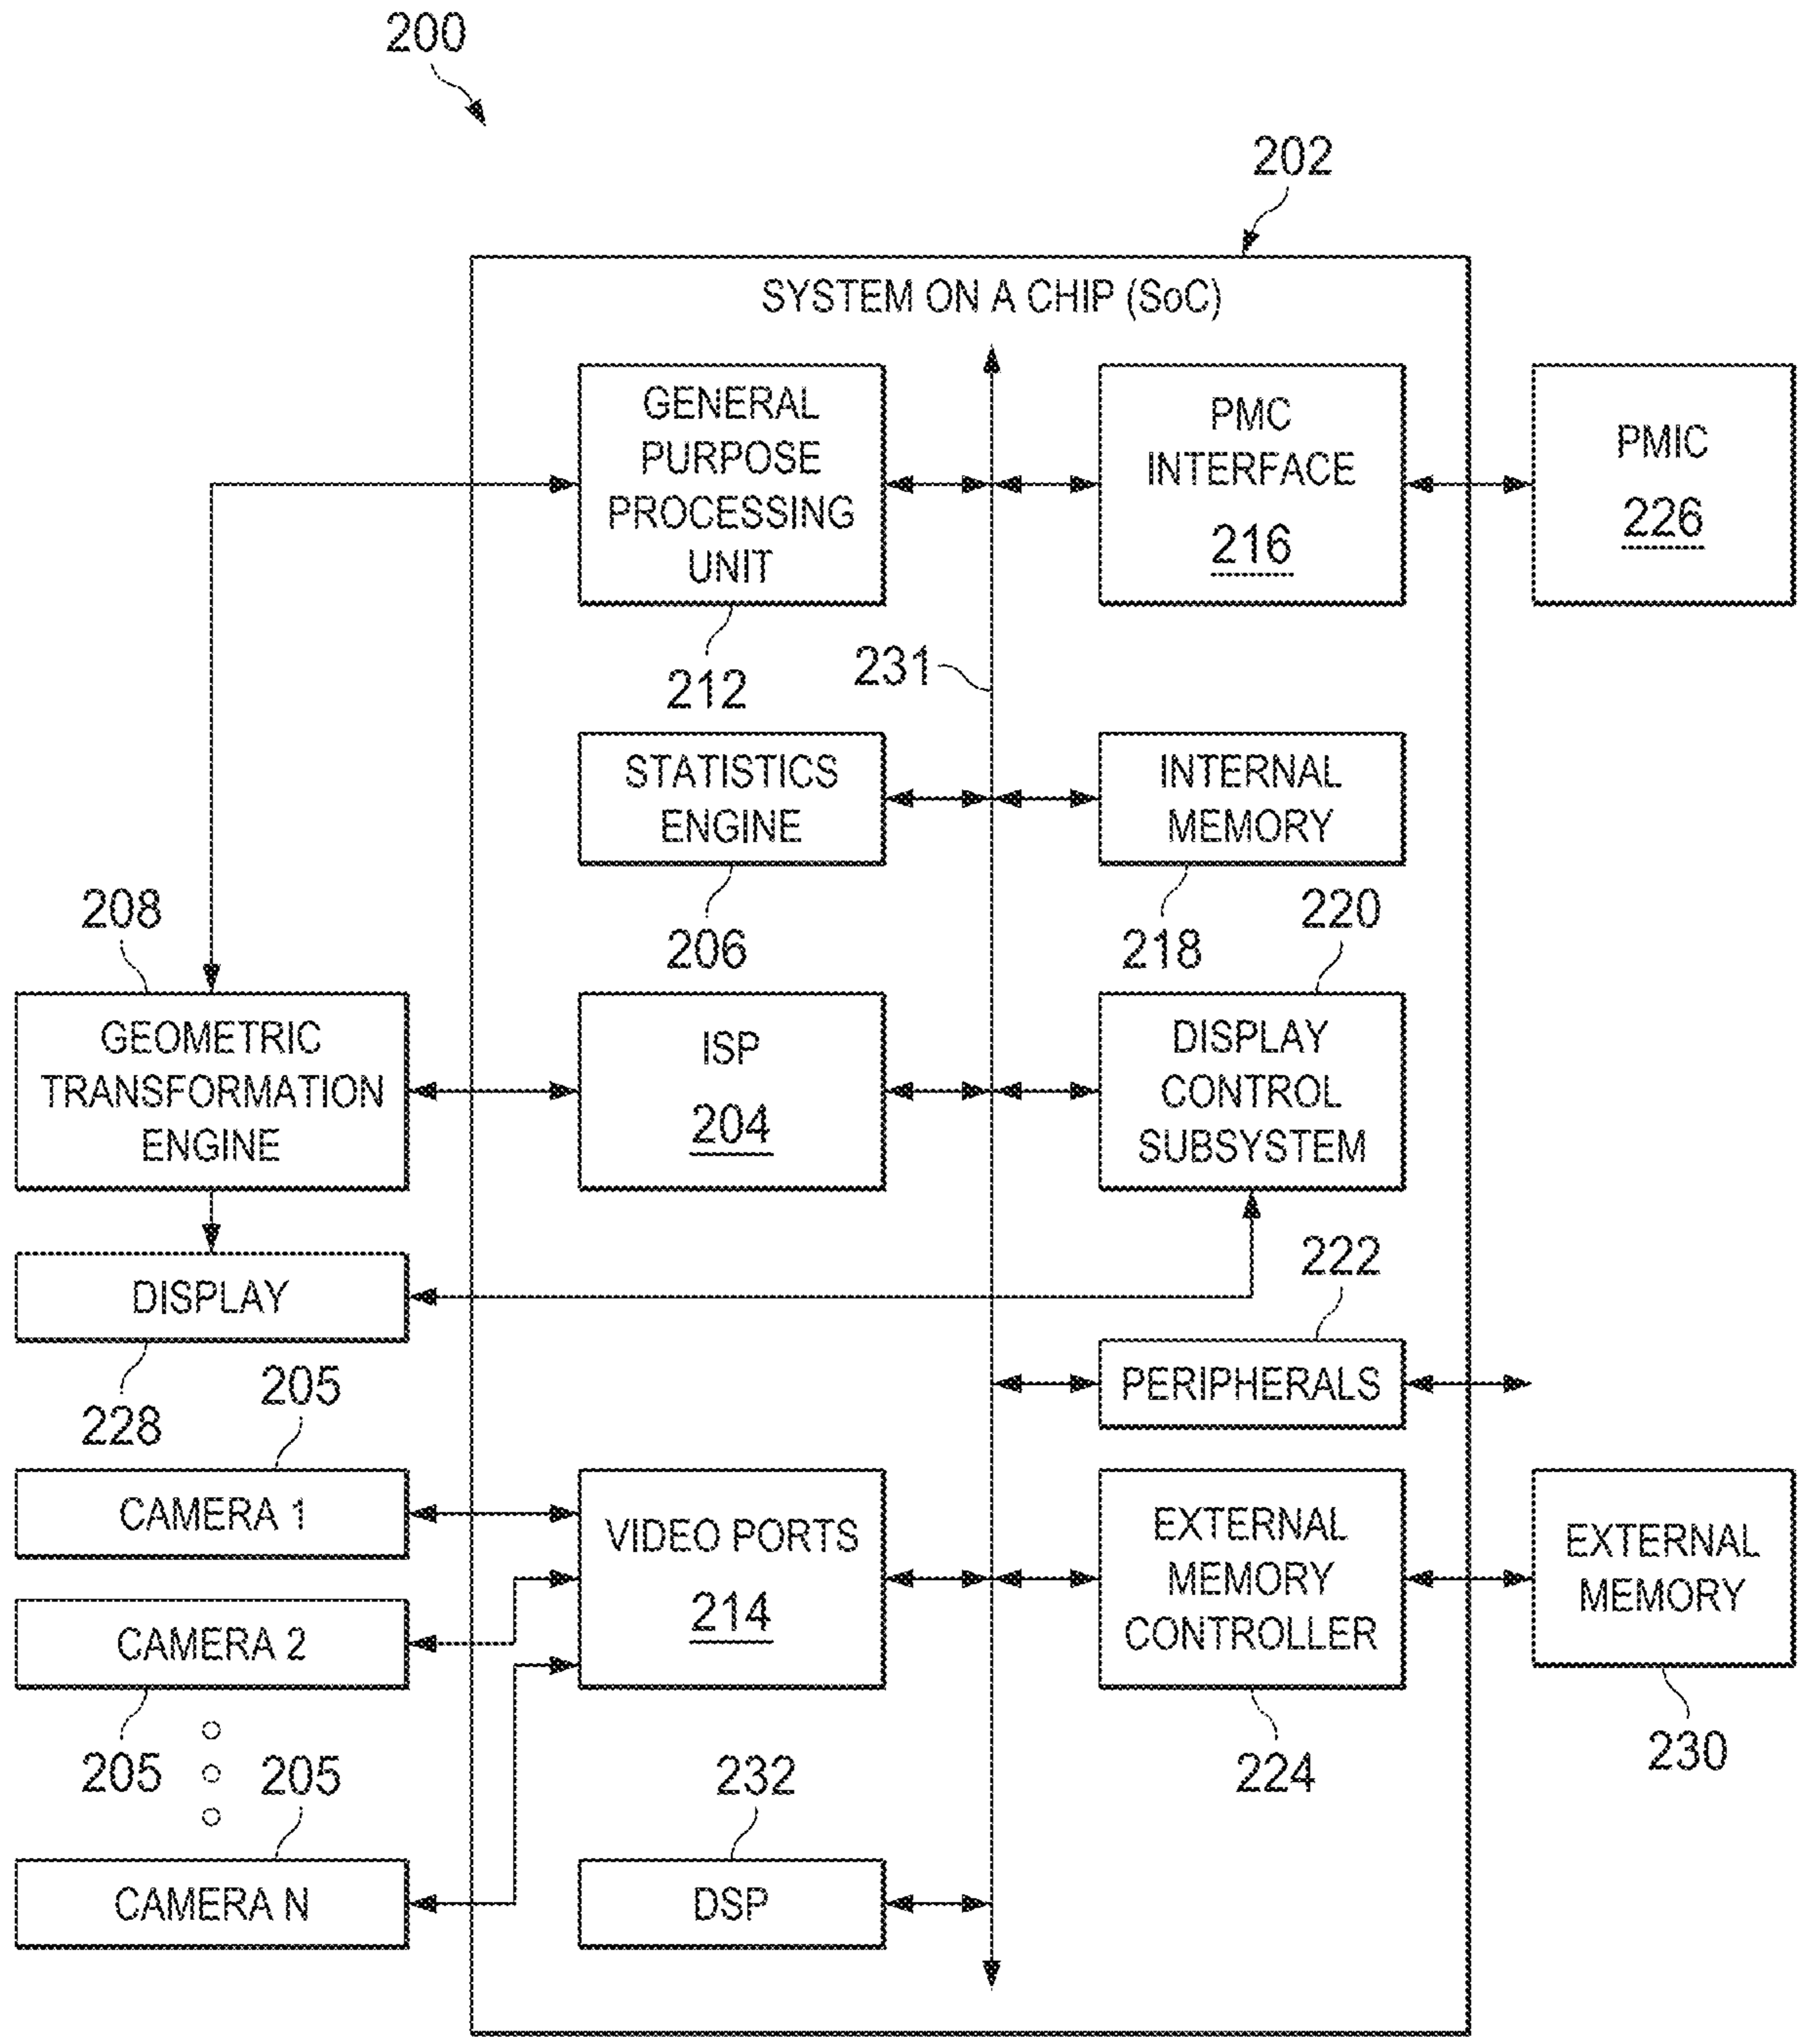 200
202
SYSTEM ON A CHIP (SoC)
GENERAL
PURPOSE
PROCESSING
UNIT
212
PMC
INTERFACE
216
PMIC
226
231
STATISTICS
ENGINE
206
INTERNAL
MEMORY
218
208
GEOMETRIC
TRANSFORMATION
ENGINE
ISP
204
220
DISPLAY
CONTROL
SUBSYSTEM
DISPLAY
228
222
PERIPHERALS
205
CAMERA 1
VIDEO PORTS
214
EXTERNAL
MEMORY
CONTROLLER
224
EXTERNAL
MEMORY
230
CAMERA 2
205
205
CAMERA N
232
DSP